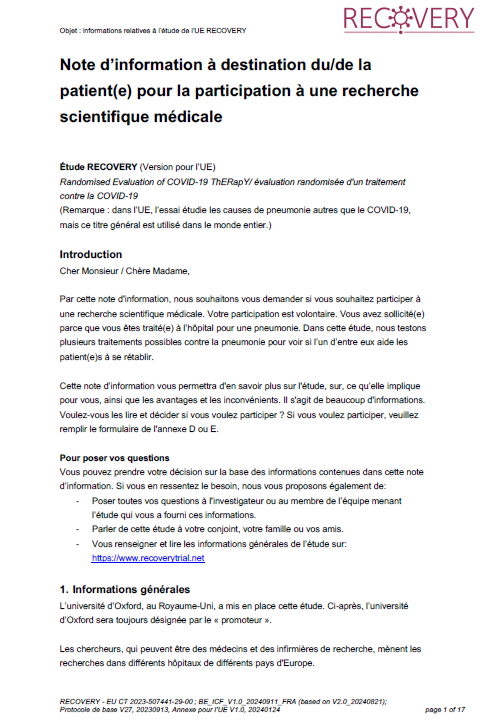 Objet : informations relatives à l'étude de l'UE RECOVERY
RECOVERY
Note d'information à destination du/de la
patient(e) pour la participation à une recherche
scientifique médicale
Étude RECOVERY (Version pour l'UE)
Randomised Evaluation of COVID-19 ThERapY/ évaluation randomisée d'un traitement
contre la COVID-19
(Remarque : dans l'UE, l'essai étudie les causes de pneumonie autres que le COVID-19,
mais ce titre général est utilisé dans le monde entier.)
Introduction
Cher Monsieur / Chère Madame,
Par cette note d'information, nous souhaitons vous demander si vous souhaitez participer à
une recherche scientifique médicale. Votre participation est volontaire. Vous avez sollicité(e)
parce que vous êtes traité(e) à l'hôpital pour une pneumonie. Dans cette étude, nous testons
plusieurs traitements possibles contre la pneumonie pour voir si l'un d'entre eux aide les
patient(e)s à se rétablir.
Cette note d'information vous permettra d'en savoir plus sur l'étude, sur, ce qu'elle implique
pour vous, ainsi que les avantages et les inconvénients. Il s'agit de beaucoup d'informations.
Voulez-vous les lire et décider si vous voulez participer ? Si vous voulez participer, veuillez
remplir le formulaire de l'annexe D ou E.
Pour poser vos questions
Vous pouvez prendre votre décision sur la base des informations contenues dans cette note
d'information. Si vous en ressentez le besoin, nous vous proposons également de:
- Poser toutes vos questions à l'investigateur ou au membre de l'équipe menant
l'étude qui vous a fourni ces informations.
- Parler de cette étude à votre conjoint, votre famille ou vos amis.
- Vous renseigner et lire les informations générales de l'étude sur:
https://www.recoverytrial.net
1. Informations générales
L'université d'Oxford, au Royaume-Uni, a mis en place cette étude. Ci-après, l'université
d'Oxford sera toujours désignée par le « promoteur ».
Les chercheurs, qui peuvent être des médecins et des infirmières de recherche, mènent les
recherches dans différents hôpitaux de différents pays d'Europe.
RECOVERY - EU CT 2023-507441-29-00 ; BE_ICF_V1.0_20240911_FRA (based on V2.0_20240821);
Protocole de base V27, 20230913, Annexe pour l'UE V1.0, 20240124 page 1 of 17